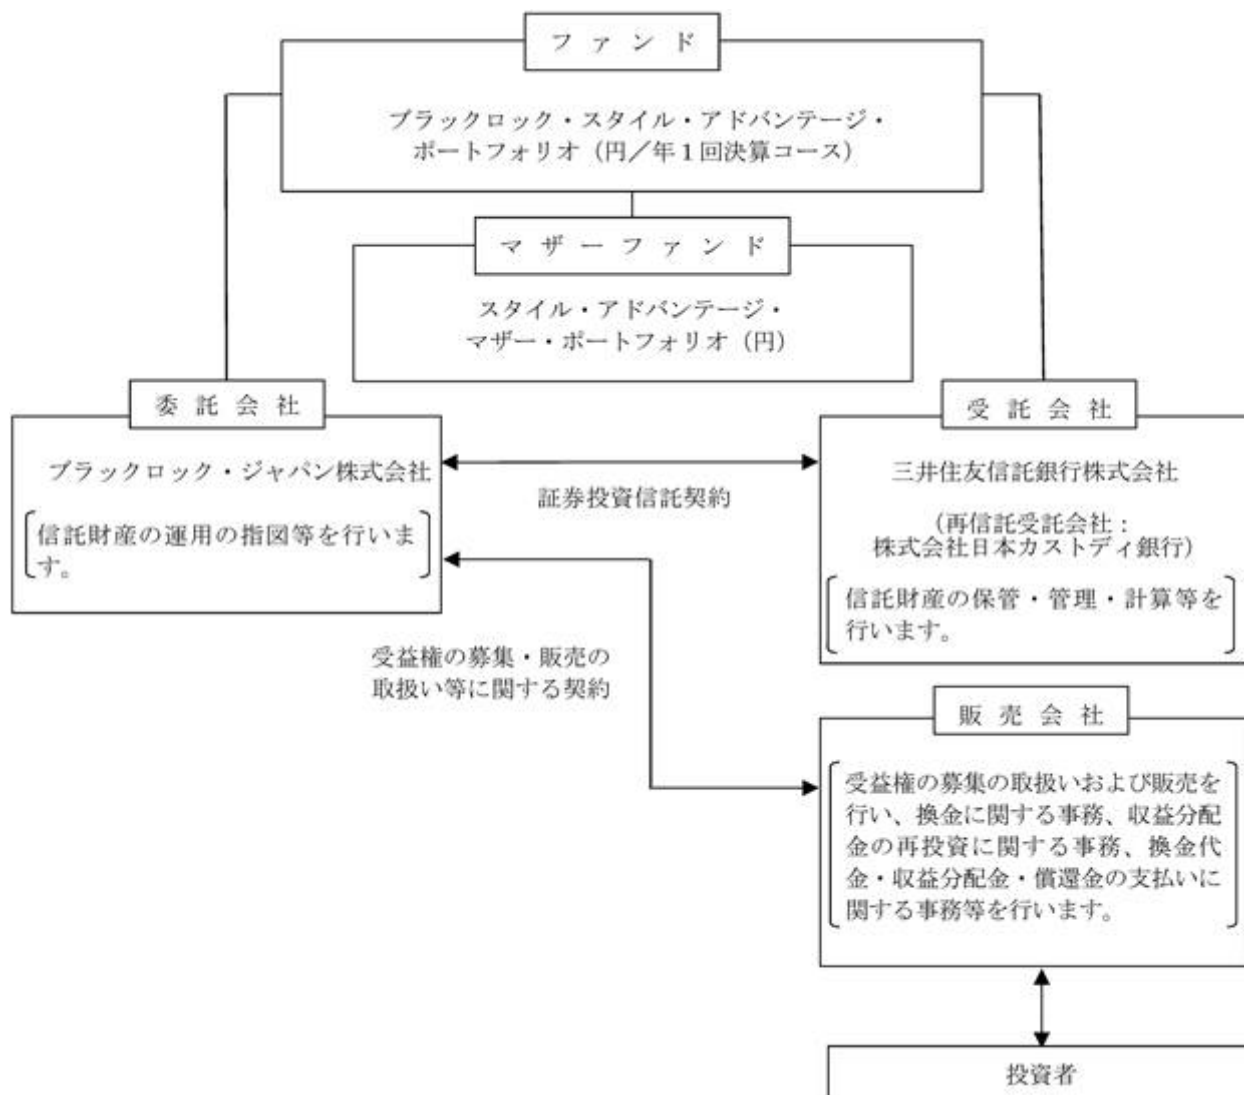 ファンド
ブラックロック・スタイル・アドバンテージ・
ポートフォリオ（円／年１回決算コース）
マザーファンド
スタイル・アドバンテージ・
マザー・ポートフォリオ（円）
委託会社
ブラックロック・ジャパン株式会社
信託財産の運用の指図等を行いま
す。
証券投資信託契約
受託会社
三井住友信託銀行株式会社
（再信託受託会社：
株式会社日本カストディ銀行）
信託財産の保管・管理・計算等を
行います。
受益権の募集・販売の
取扱い等に関する契約
販売会社
受益権の募集の取扱いおよび販売を
行い、換金に関する事務、収益分配
金の再投資に関する事務、換金代
金・収益分配金・償還金の支払いに
関する事務等を行います。
投資者